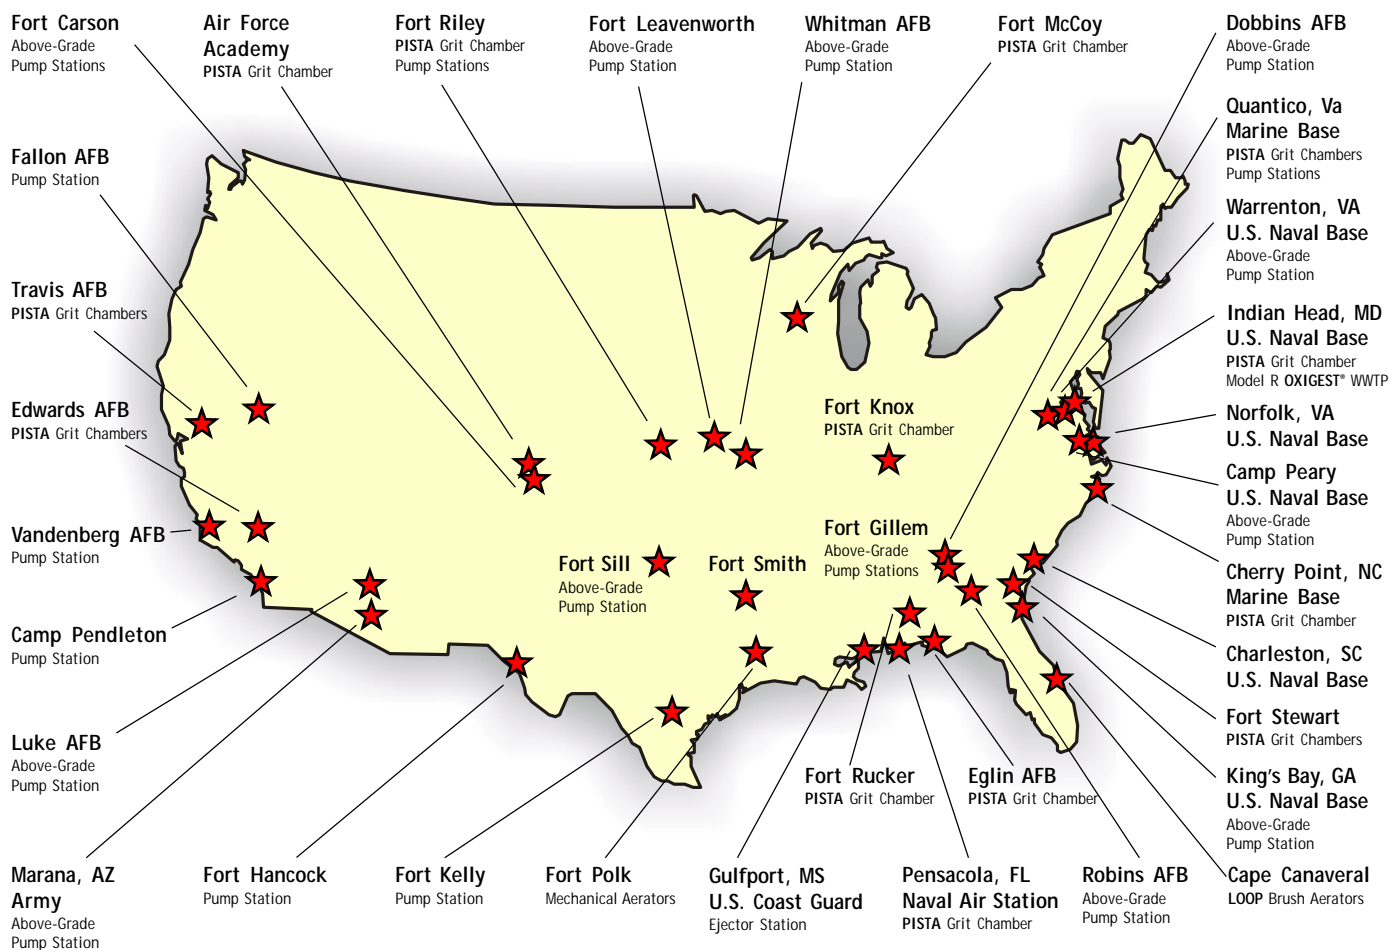 Fort Carson
Above-Grade
Pump Stations
Air Force
Academy
PISTA Grit Chamber
Fort Riley
PISTA Grit Chamber
Pump Stations
Fort Leavenworth
Above-Grade
Pump Station
Whitman AFB
Above-Grade
Pump Station
Fort McCoy
PISTA Grit Chamber
Dobbins AFB
Above-Grade
Pump Station
Quantico, Va
Marine Base
PISTA Grit Chambers
Pump Stations
Fallon AFB
Pump Station
Warrenton, VA
U.S. Naval Base
Above-Grade
Pump Station
Travis AFB
PISTA Grit Chambers
Indian Head, MD
U.S. Naval Base
PISTA Grit Chamber
Model R OXIGEST® WWTP
Edwards AFB
PISTA Grit Chambers
Fort Knox
PISTA Grit Chamber
Norfolk, VA
U.S. Naval Base
Camp Peary
U.S. Naval Base
Above-Grade
Pump Station
Vandenberg AFB
Pump Station
Fort Sill
Above-Grade
Pump Station
Fort Smith
Fort Gillem
Above-Grade
Pump Stations
Cherry Point, NC
Marine Base
PISTA Grit Chamber
Camp Pendleton
Pump Station
Charleston, SC
U.S. Naval Base
Fort Stewart
PISTA Grit Chambers
Luke AFB
Above-Grade
Pump Station
Fort Rucker
PISTA Grit Chamber
Eglin AFB
PISTA Grit Chamber
King's Bay, GA
U.S. Naval Base
Above-Grade
Pump Station
Marana, AZ
Army
Above-Grade
Pump Station
Fort Hancock
Pump Station
Fort Kelly
Pump Station
Fort Polk
Mechanical Aerators
Gulfport, MS
U.S. Coast Guard
Ejector Station
Pensacola, FL
Naval Air Station
PISTA Grit Chamber
Robins AFB
Above-Grade
Pump Station
Cape Canaveral
LOOP Brush Aerators